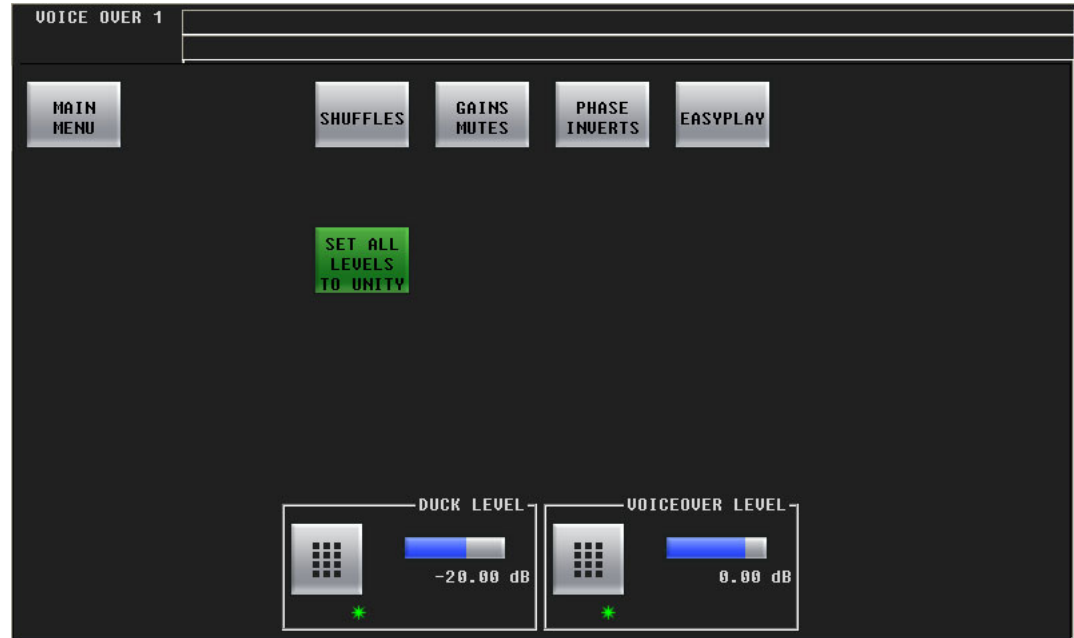 VOICE OVER 1
MAIN
MENU
SHUFFLES
GAINS
MUTES
PHASE
INVERTS
EASYPLAY
SET ALL
LEVELS
TO UNITY
DUCK LEVEL
-20.00 dB
VOICEOVER LEVEL
0.00 dB